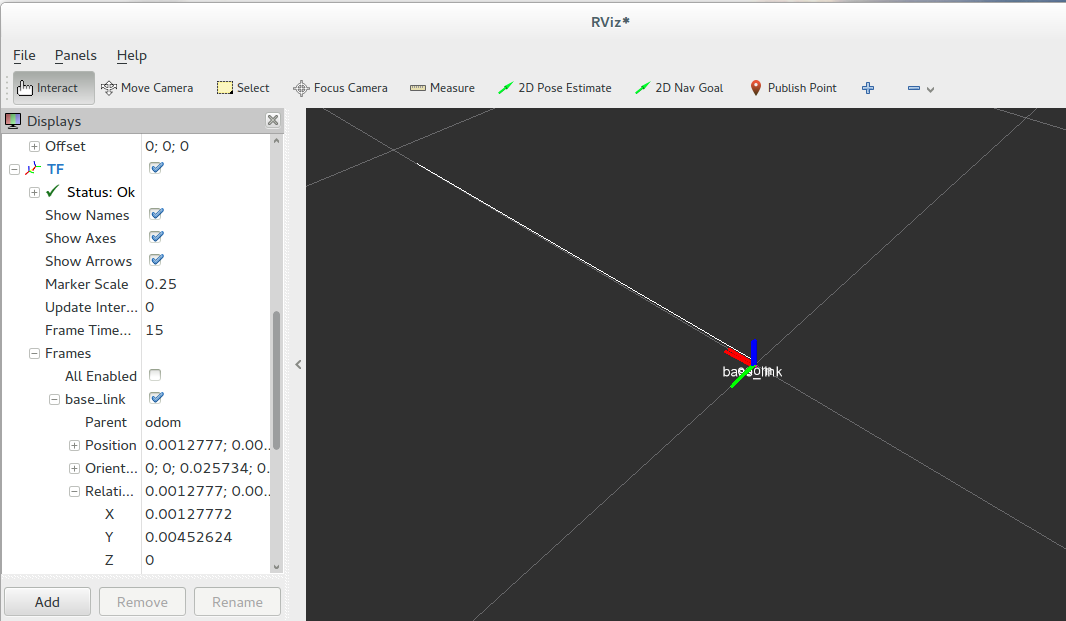 RViz*
File Panels Help
Interact Move Camera Select Focus Camera Measure 2D Pose Estimate 2D Nav Goal Publish Point
Displays
Offset 0; 0; 0
TF
Status: Ok
Show Names
Show Axes
Show Arrows
Marker Scale 0.25
Update Inter... 0
Frame Time... 15
Frames
All Enabled
base_link
Parent odom
Position 0.0012777; 0.00...
Orient... 0; 0; 0.025734; 0.
Relati... 0.0012777; 0.00...
X 0.00127772
Y 0.00452624
Z 0
Add Remove Rename